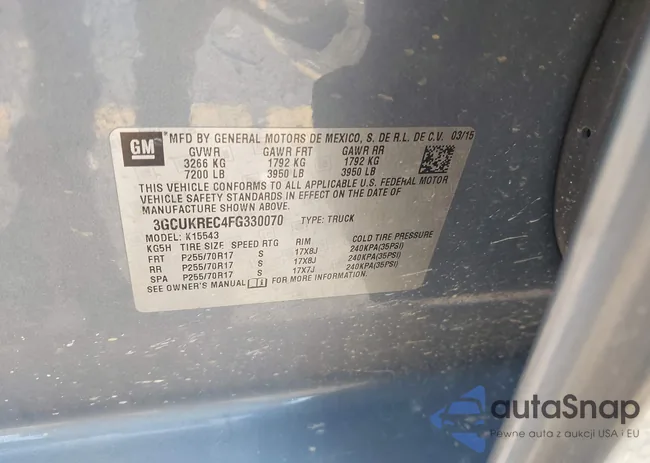 GM
*MFD BY GENERAL MOTORS DE MEXICO, S. DE R.L. DE C.V. 03/15
GVWR GAWR FRT GAWR RR
3266 KG 1792 KG 1792 KG
7200 LB 3950 LB 3950 LB
THIS VEHICLE CONFORMS TO ALL APPLICABLE U.S. FEDERAL MOTOR
VEHICLE SAFETY STANDARDS IN EFFECT ON THE DATE OF
MANUFACTURE SHOWN ABOVE.
3GCUKREC4FG330070 TYPE: TRUCK
MODEL: K15543
KG5H TIRE SIZE SPEED RTG RIM COLD TIRE PRESSURE
FRT P255/70R17 S 17X8J 240KPA(35PSI)
RR P255/70R17 S 17X8J 240KPA(35PSI)
SPA P255/70R17 S 17X7J 240KPA(35PSI)
SEE OWNER'S MANUAL FOR MORE INFORMATION.
autaSnap
Pewne auta z aukcji USA i EU